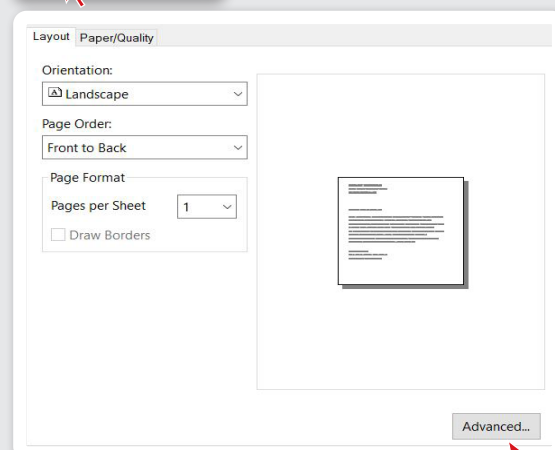 Layout Paper/Quality
Orientation:
Landscape
Page Order:
Front to Back
Page Format
Pages per Sheet 1
Draw Borders
Advanced...